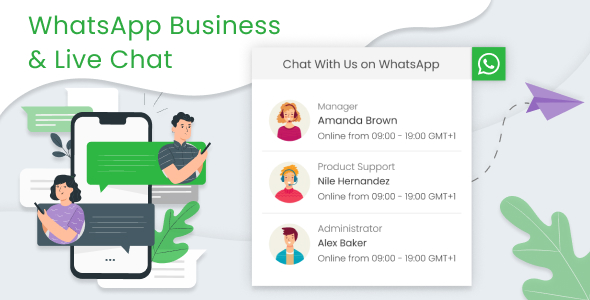 WhatsApp Business
& Live Chat
Chat With Us on WhatsApp
Manager
Amanda Brown
Online from 09:00 - 19:00 GMT+1
Product Support
Nile Hernandez
Online from 09:00 - 19:00 GMT+1
Administrator
Alex Baker
Online from 09:00 - 19:00 GMT+1